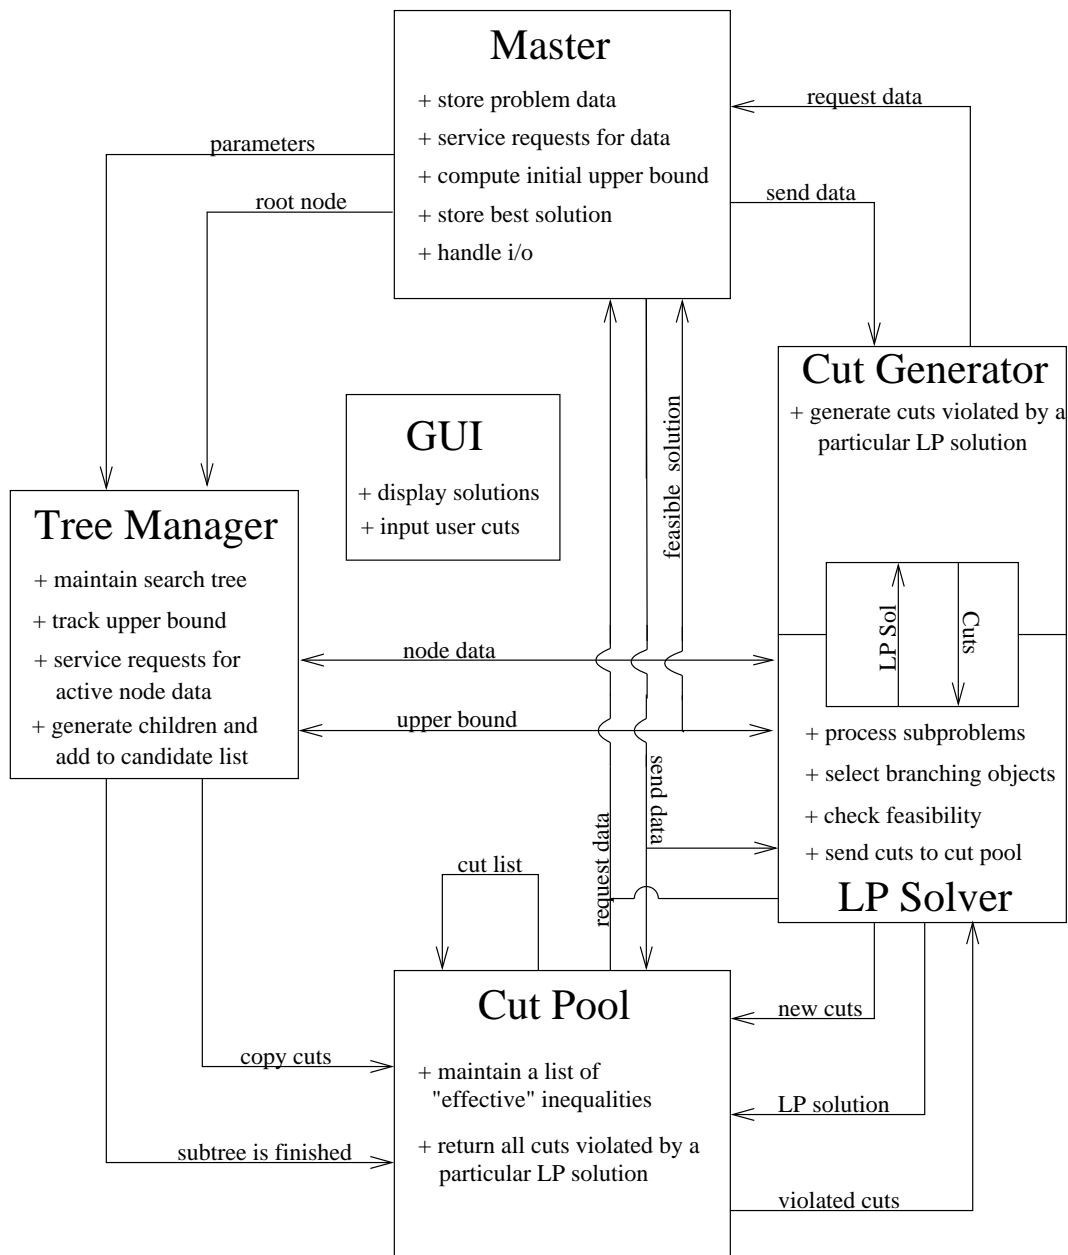 Master
+ store problem data
+ service requests for data
+ compute initial upper bound
+ store best solution
+ handle i/o
request data
send data
parameters
root node
Cut Generator
+ generate cuts violated by a
particular LP solution
feasible solution
GUI
+ display solutions
+ input user cuts
Tree Manager
+ maintain search tree
+ track upper bound
+ service requests for
active node data
+ generate children and
add to candidate list
node data
upper bound
LP Sol
Cuts
+ process subproblems
+ select branching objects
+ check feasibility
+ send cuts to cut pool
LP Solver
send data
request data
cut list
Cut Pool
+ maintain a list of
"effective" inequalities
+ return all cuts violated by a
particular LP solution
copy cuts
subtree is finished
new cuts
LP solution
violated cuts